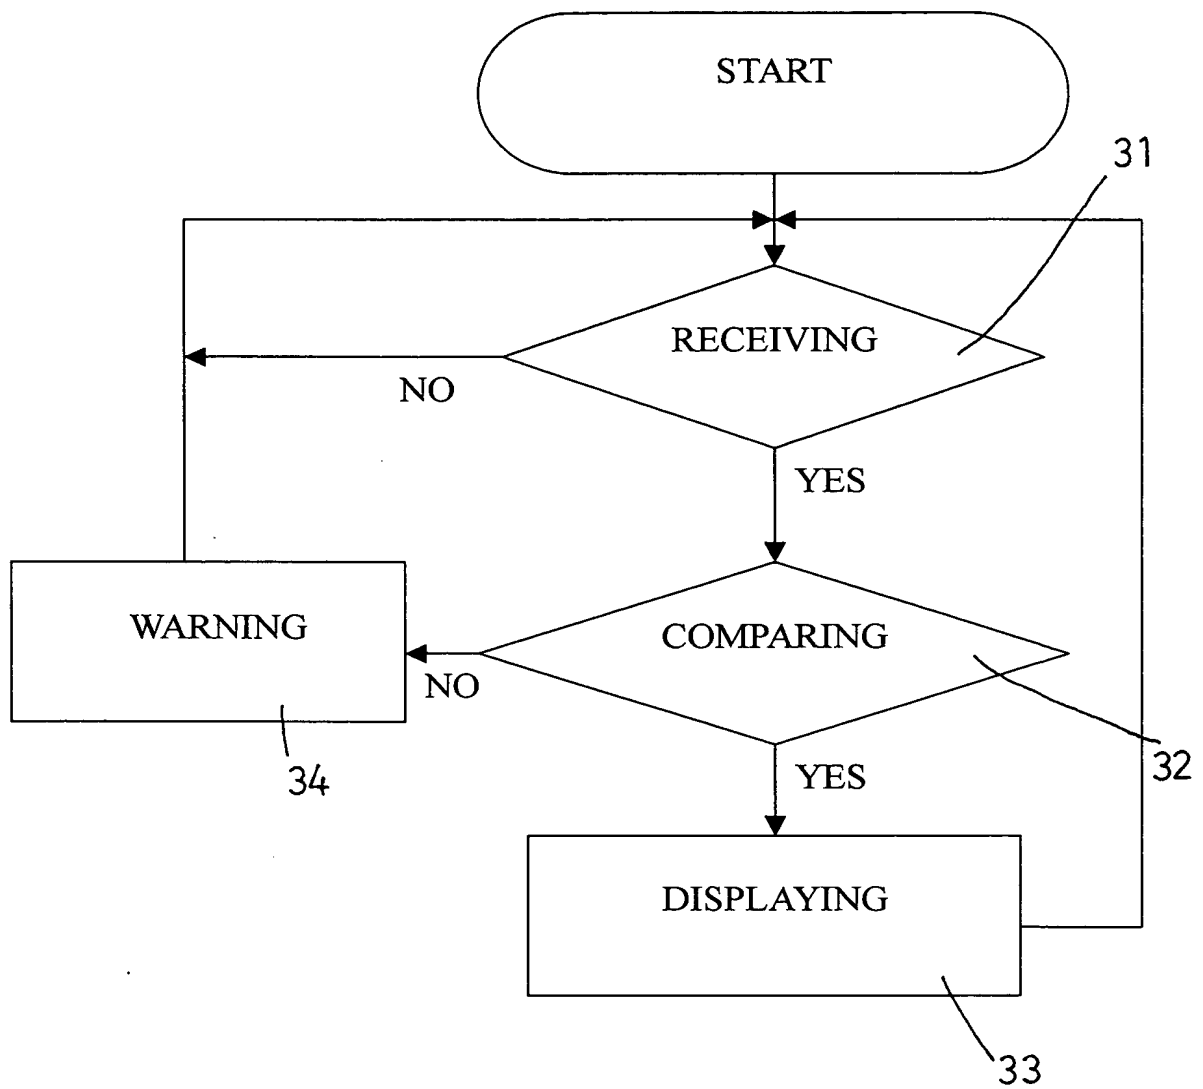 START
31
RECEIVING
NO
YES
WARNING
COMPARING
NO
34
32
YES
DISPLAYING
33